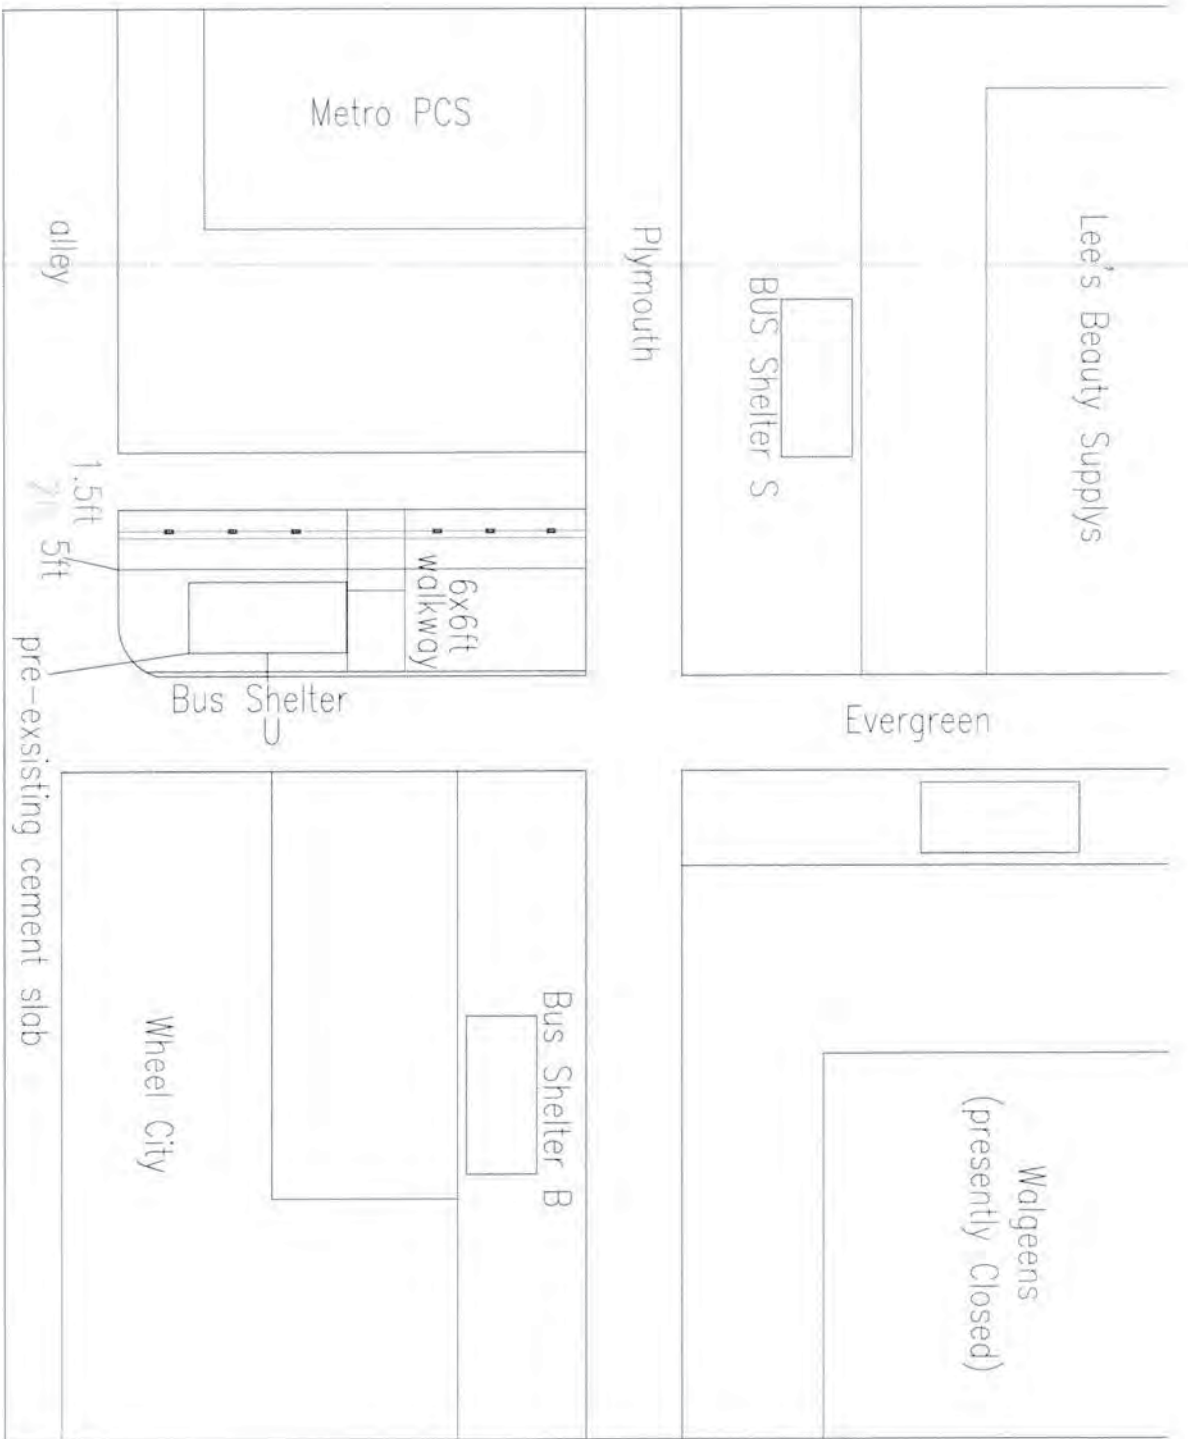 Metro PCS
alley
Plymouth
BUS Shelter S
Lee's Beauty Supplys
1.5ft
5ft
6x6ft
walkway
Bus Shelter
U
Evergreen
pre-exsisting cement slab
Wheel City
Bus Shelter B
Walgeens
(presently Closed)